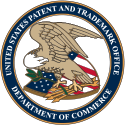 UNITED STATES PATENT AND TRADEMARK OFFICE
DEPARTMENT OF COMMERCE